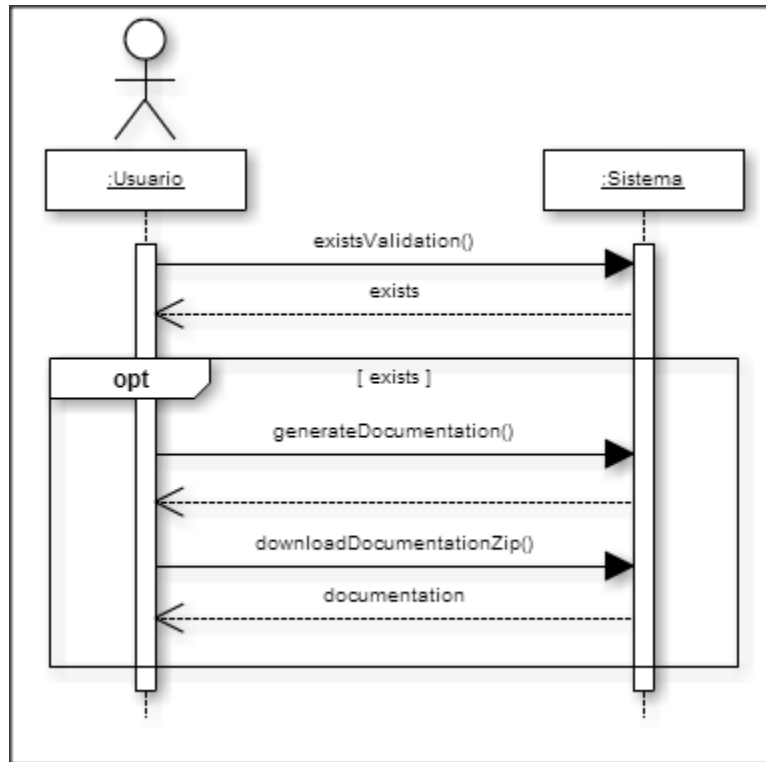 :Usuario
:Sistema
existsValidation()
exists
opt
[ exists ]
generateDocumentation()
downloadDocumentationZip()
documentation